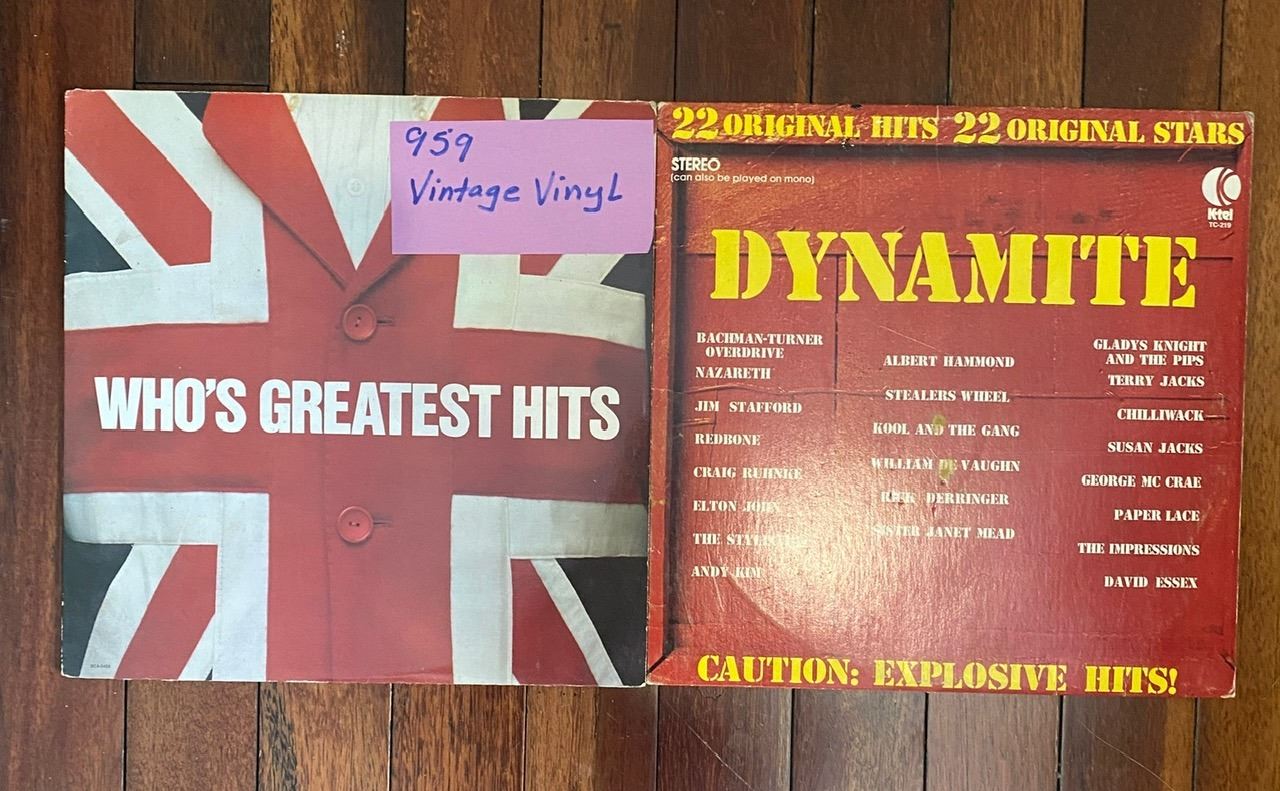 959
Vintage Vinyl
WHO'S GREATEST HITS
22 ORIGINAL HITS 22 ORIGINAL STARS
STEREO
(can also be played on mono)
K-tel
TC-219
DYNAMITE
BACHMAN-TURNER
OVERDRIVE
NAZARETH
JIM STAFFORD
REDBONE
CRAIG RUHNKE
ELTON JOHN
THE
ANDY KIM
ALBERT HAMMOND
STEALERS WHEEL
KOOL AND THE GANG
WILLIAM DE VAUGHN
RICK DERRINGER
SISTER JANET MEAD
GLADYS KNIGHT
AND THE PIPS
TERRY JACKS
CHILLIWACK
SUSAN JACKS
GEORGE MC CRAE
PAPER LACE
THE IMPRESSIONS
DAVID ESSEX
CAUTION: EXPLOSIVE HITS!